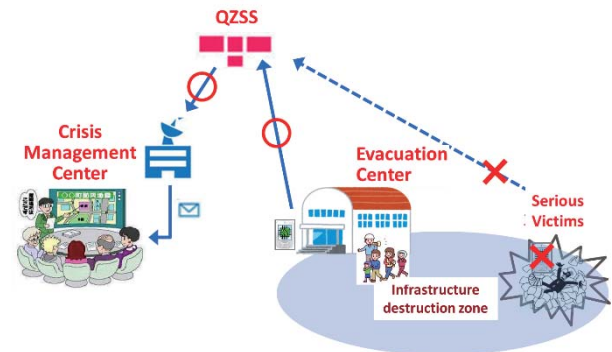 QZSS
Crisis
Management
Center
Evacuation
Center
Serious
Victims
Infrastructure
destruction zone